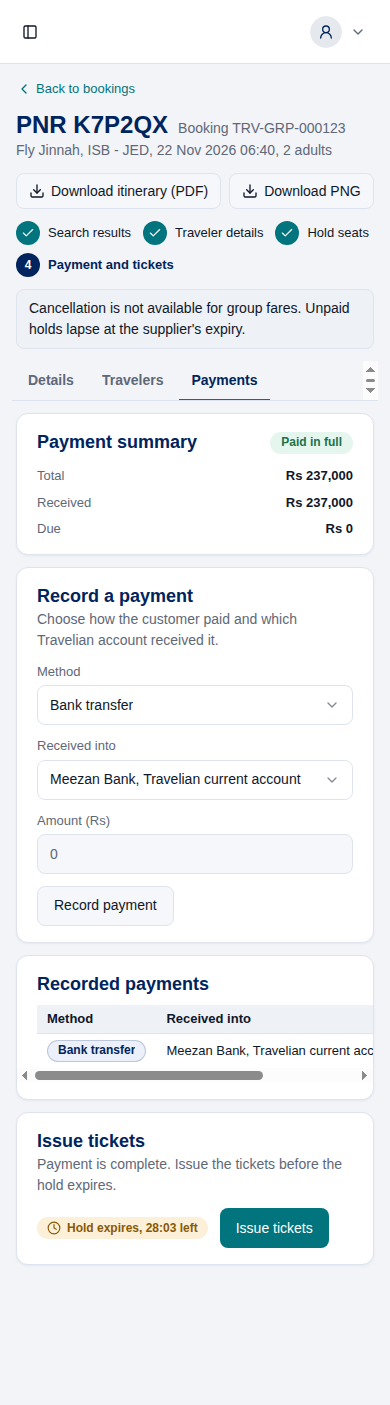 Back to bookings
PNR K7P2QX Booking TRV-GRP-000123
Fly Jinnah, ISB - JED, 22 Nov 2026 06:40, 2 adults
Download itinerary (PDF) Download PNG
Search results Traveler details Hold seats
4 Payment and tickets
Cancellation is not available for group fares. Unpaid
holds lapse at the supplier's expiry.
Details Travelers Payments
Payment summary Paid in full
Total Rs 237,000
Received Rs 237,000
Due Rs 0
Record a payment
Choose how the customer paid and which
Travelian account received it.
Method
Bank transfer
Received into
Meezan Bank, Travelian current account
Amount (Rs)
0
Record payment
Recorded payments
Method Received into
Bank transfer Meezan Bank, Travelian current acc
Issue tickets
Payment is complete. Issue the tickets before the
hold expires.
Hold expires, 28:03 left Issue tickets